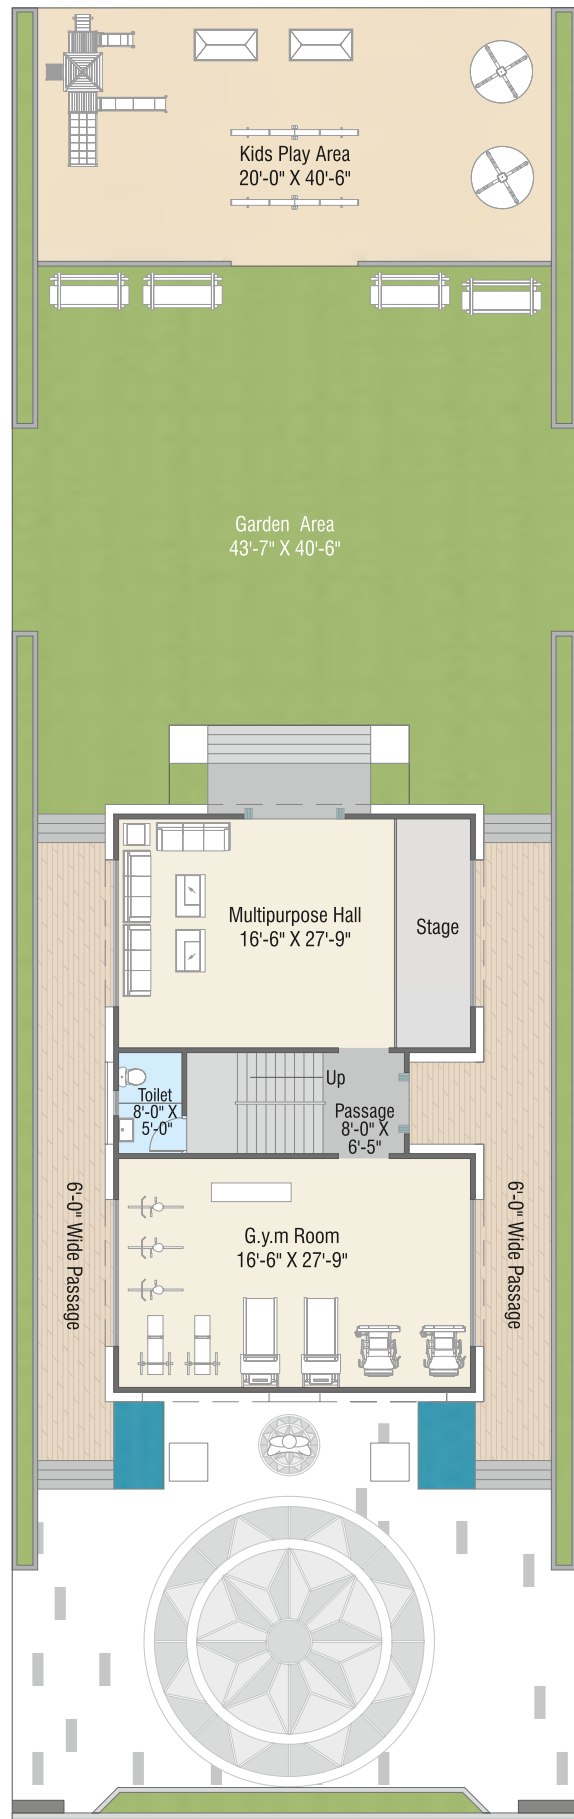 Kids Play Area
20'-0" X 40'-6"
Garden Area
43'-7" X 40'-6"
Multipurpose Hall
16'-6" X 27'-9"
Stage
Up
Toilet
8'-0" X
5'-0"
Passage
8'-0" X
6'-5"
6'-0" Wide Passage
G.y.m Room
16'-6" X 27'-9"
6'-0" Wide Passage